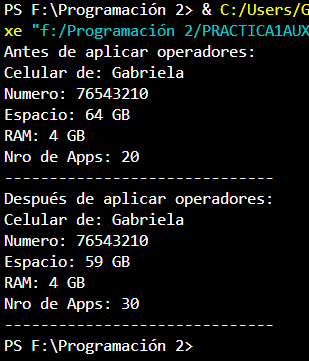 PS F:\Programación 2> & C:/Users/G
xe "f:/Programación 2/PRACTICA1AUX
Antes de aplicar operadores:
Celular de: Gabriela
Numero: 76543210
Espacio: 64 GB
RAM: 4 GB
Nro de Apps: 20
------------------------------
Después de aplicar operadores:
Celular de: Gabriela
Numero: 76543210
Espacio: 59 GB
RAM: 4 GB
Nro de Apps: 30
------------------------------
PS F:\Programación 2>